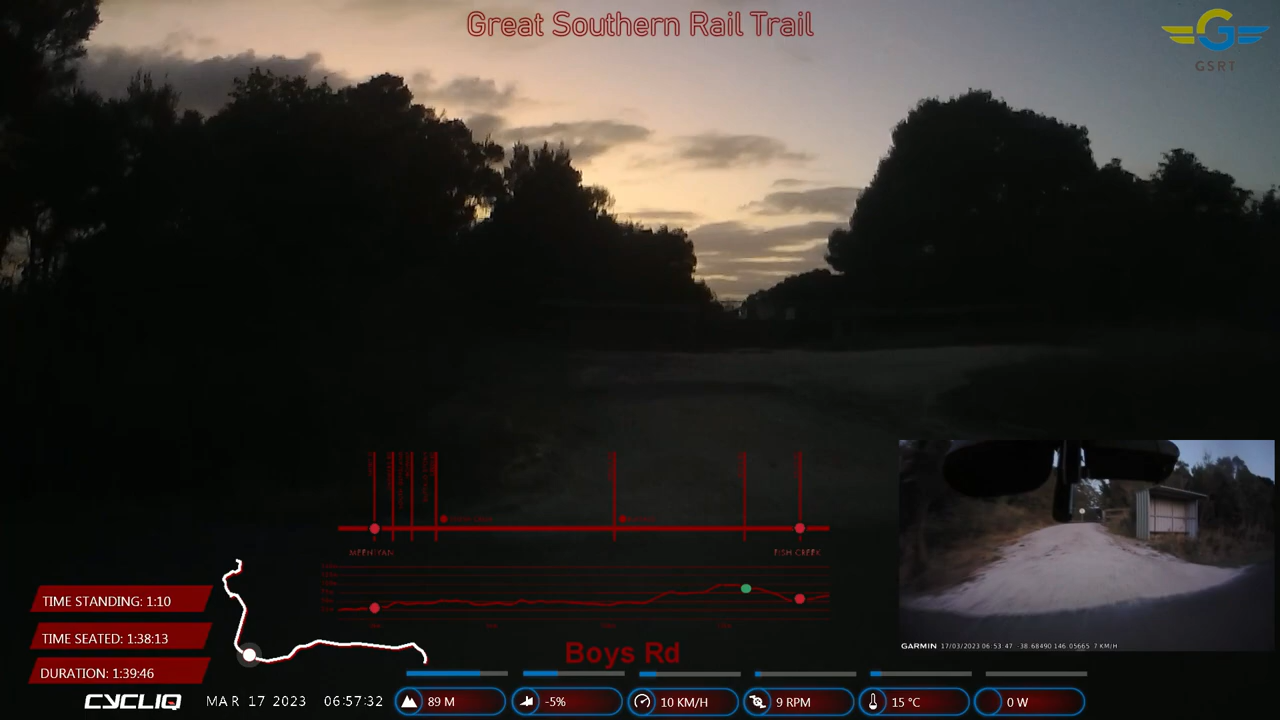 Great Southern Rail Trail
GSRT
MEENIYAN
FISH CREEK
TIME STANDING: 1:10
TIME SEATED: 1:38:13
DURATION: 1:39:46
Boys Rd
GARMIN 17/03/2023 06:53:47 -38.68490 146.05665 7 KM/H
CYCLIQ MAR 17 2023 06:57:32
89 M
-5%
10 KM/H
9 RPM
15 °C
0 W